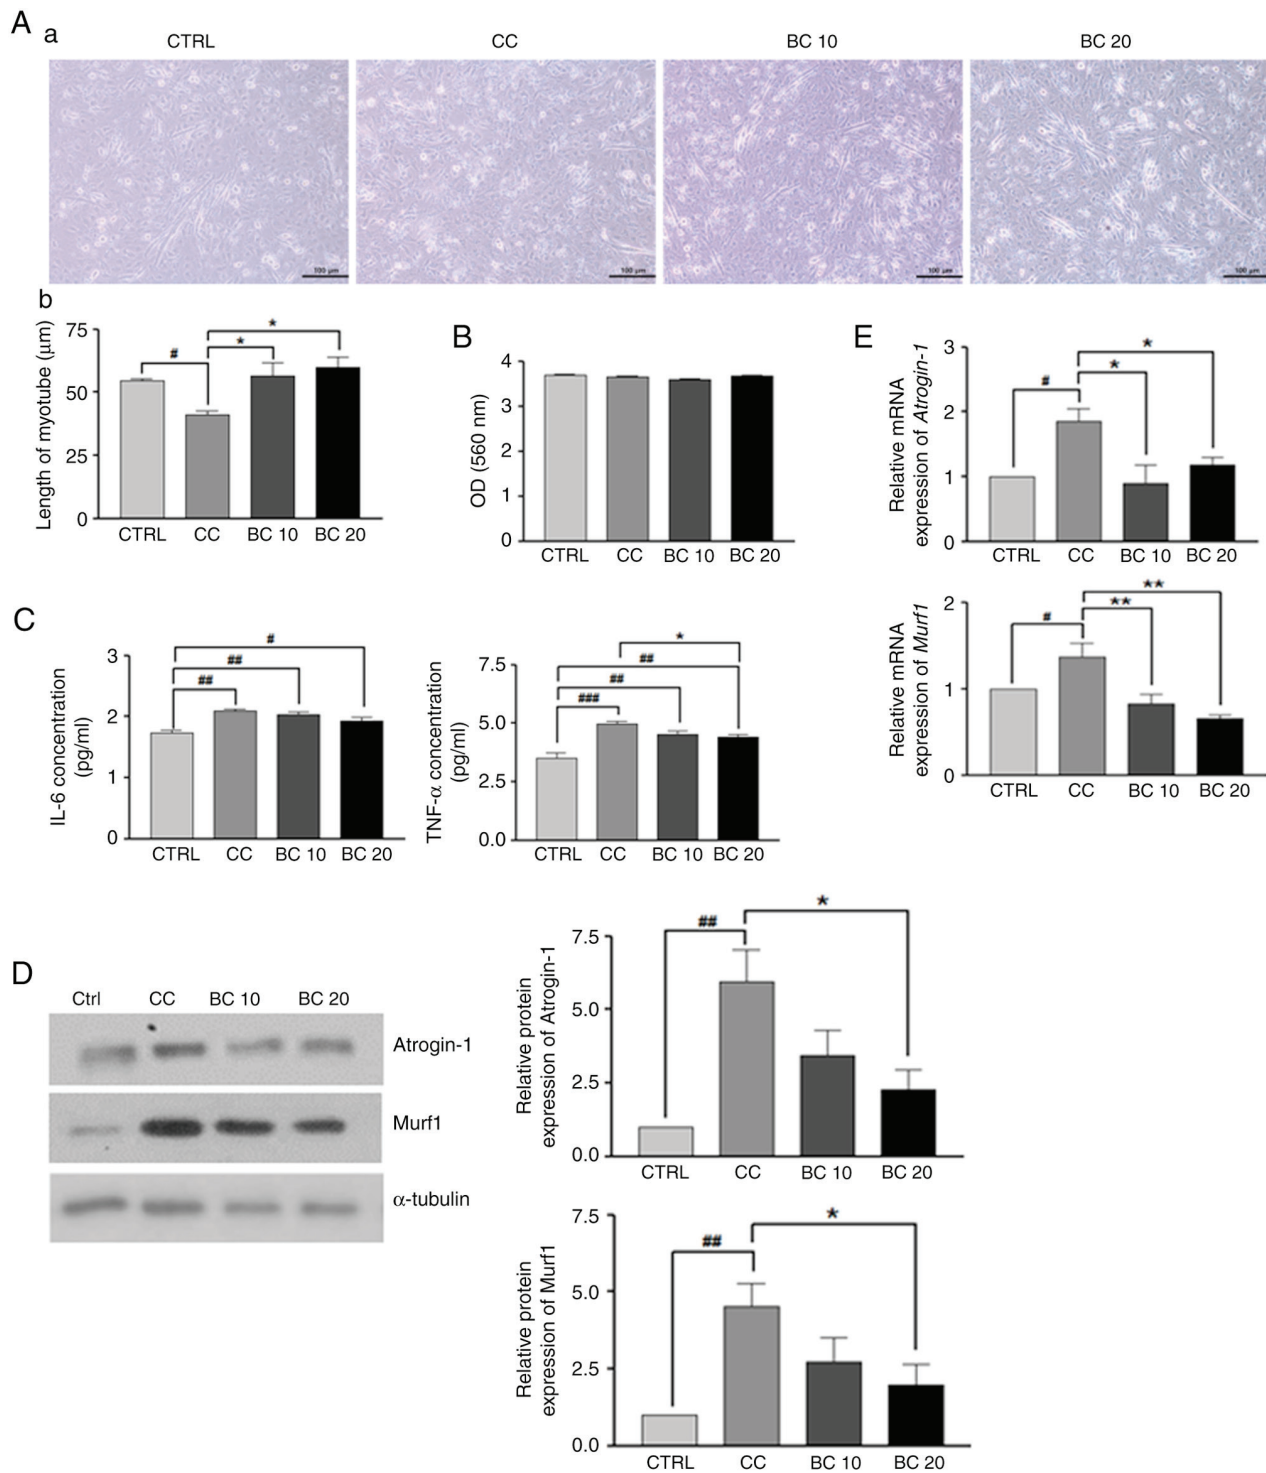 A
a
CTRL
CC
BC 10
BC 20
100 μm
100 μm
100 μm
100 μm
b
Length of myotube (μm)
75
50
25
0
#
*
*
CTRL
CC
BC 10
BC 20
B
OD (560 nm)
4
3
2
1
0
CTRL
CC
BC 10
BC 20
E
Relative mRNA
expression of Atrogin-1
3
2
1
0
#
*
*
CTRL
CC
BC 10
BC 20
Relative mRNA
expression of Murf1
2
1
0
#
**
**
CTRL
CC
BC 10
BC 20
C
IL-6 concentration
(pg/ml)
3
2
1
0
##
##
#
CTRL
CC
BC 10
BC 20
TNF-α concentration
(pg/ml)
7.5
5.0
2.5
0.0
###
##
##
*
CTRL
CC
BC 10
BC 20
D
Ctrl
CC
BC 10
BC 20
Atrogin-1
Murf1
α-tubulin
Relative protein
expression of Atrogin-1
7.5
5.0
2.5
0.0
##
*
CTRL
CC
BC 10
BC 20
Relative protein
expression of Murf1
7.5
5.0
2.5
0.0
##
*
CTRL
CC
BC 10
BC 20